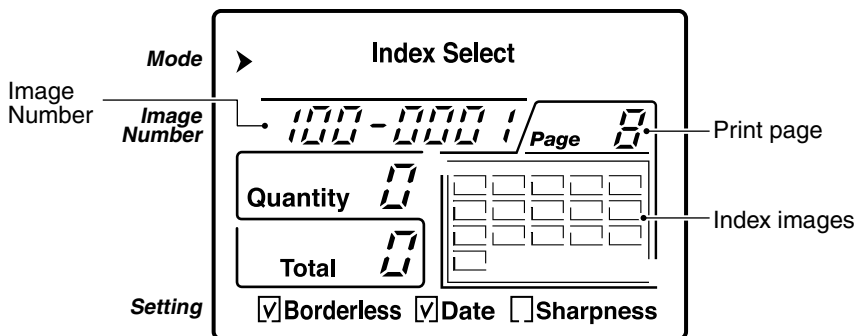 Mode
Index Select
Image
Number
Image
Number
100-0001
Page 8
Print page
Quantity 0
Index images
Total 0
Setting
Borderless Date Sharpness